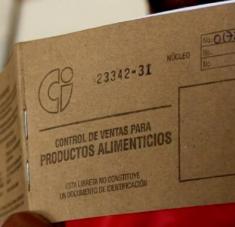 23342-31
NÚCLEO
No.
No.
No.
CONTROL DE VENTAS PARA
PRODUCTOS ALIMENTICIOS
ESTA LIBRETA NO CONSTITUYE
UN DOCUMENTO DE IDENTIFICACIÓN